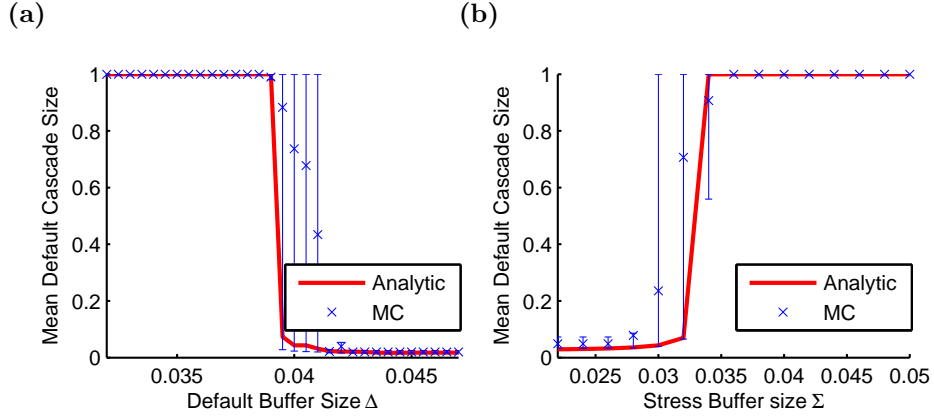 (a)
Mean Default Cascade Size
1
0.8
0.6
0.4
0.2
0
0.035
0.04
0.045
Default Buffer Size Δ
Analytic
MC
(b)
Mean Default Cascade Size
1
0.8
0.6
0.4
0.2
0
0.025
0.03
0.035
0.04
0.045
0.05
Stress Buffer size Σ
Analytic
MC